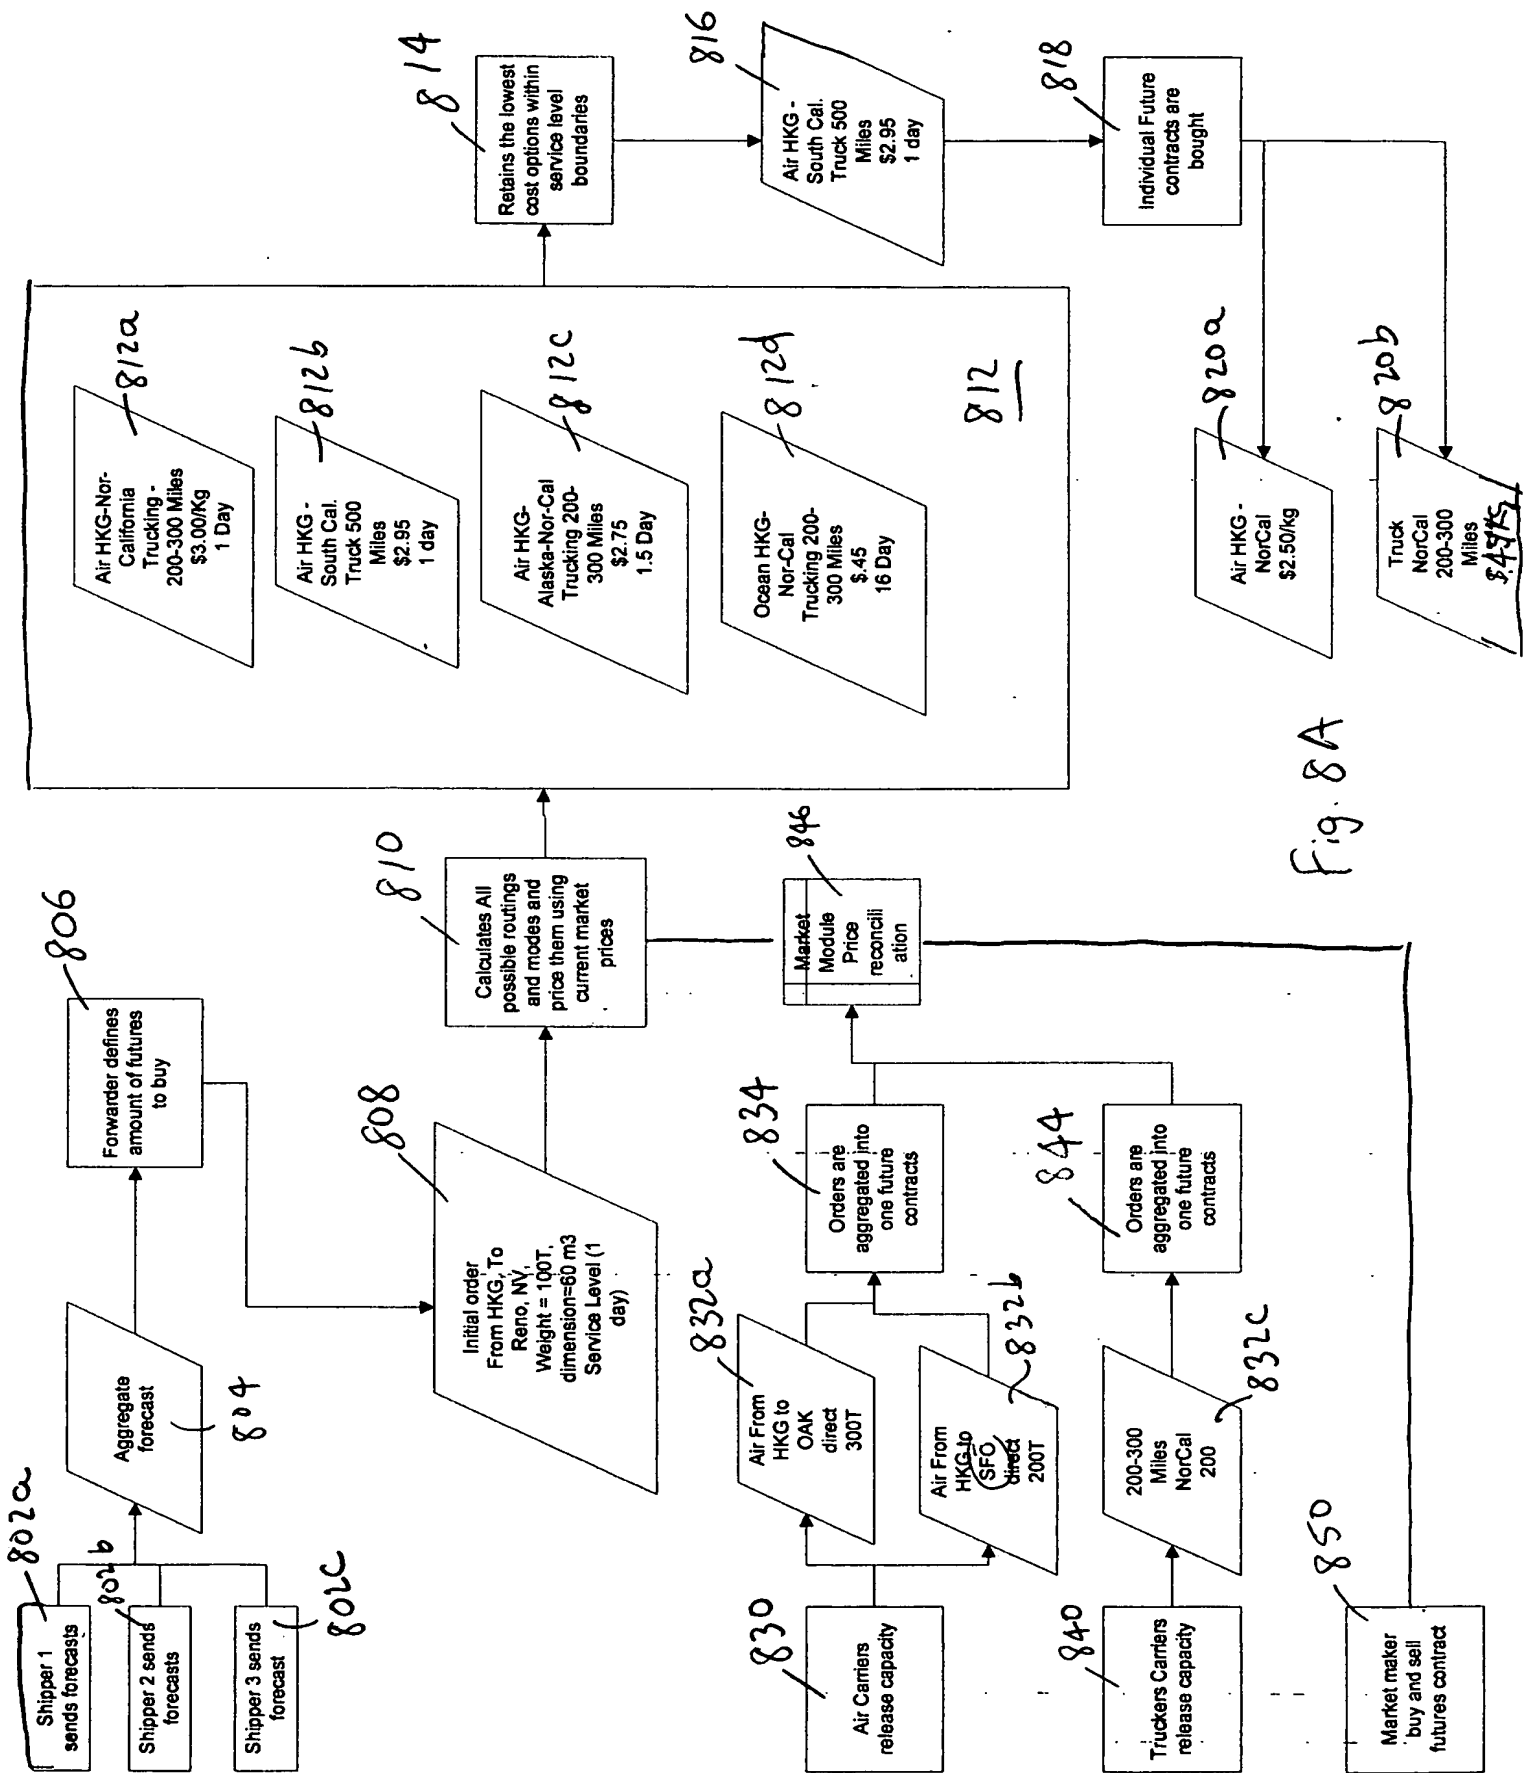 Shipper 1
sends forecasts
802a
Shipper 2 sends
forecasts
802b
Shipper 3 sends
forecast
802c
Aggregate
forecast
804
Forwarder defines
amount of futures
to buy
806
Initial order
From HKG, To
Reno, NV,
Weight = 100T,
dimension=60 m3
Service Level (1
day)
808
Calculates All
possible routings
and modes and
price them using
current market
prices
810
Air HKG-Nor-
California
Trucking -
200-300 Miles
$3.00/Kg
1 Day
812a
Air HKG -
South Cal.
Truck 500
Miles
$2.95
1 day
812b
Air HKG-
Alaska-Nor-Cal
Trucking 200-
300 Miles
$2.75
1.5 Day
812c
Ocean HKG-
Nor-Cal
Trucking 200-
300 Miles
$.45
16 Day
812d
812
Retains the lowest
cost options within
service level
boundaries
814
Air HKG -
South Cal.
Truck 500
Miles
$2.95
1 day
816
Individual Future
contracts are
bought
818
Air HKG -
NorCal
$2.50/kg
820a
Truck
NorCal
200-300
Miles
820b
Air Carriers
release capacity
830
Air From
HKG to
OAK
direct
300T
832a
Air From
HKG to
SFO
direct
200T
832b
Orders are
aggregated into
one future
contracts
834
Truckers Carriers
release capacity
840
200-300
Miles
NorCal
200
832c
Orders are
aggregated into
one future
contracts
844
Market
Module
Price
reconcili
ation
846
Market maker
buy and sell
futures contract
850
Fig. 8A